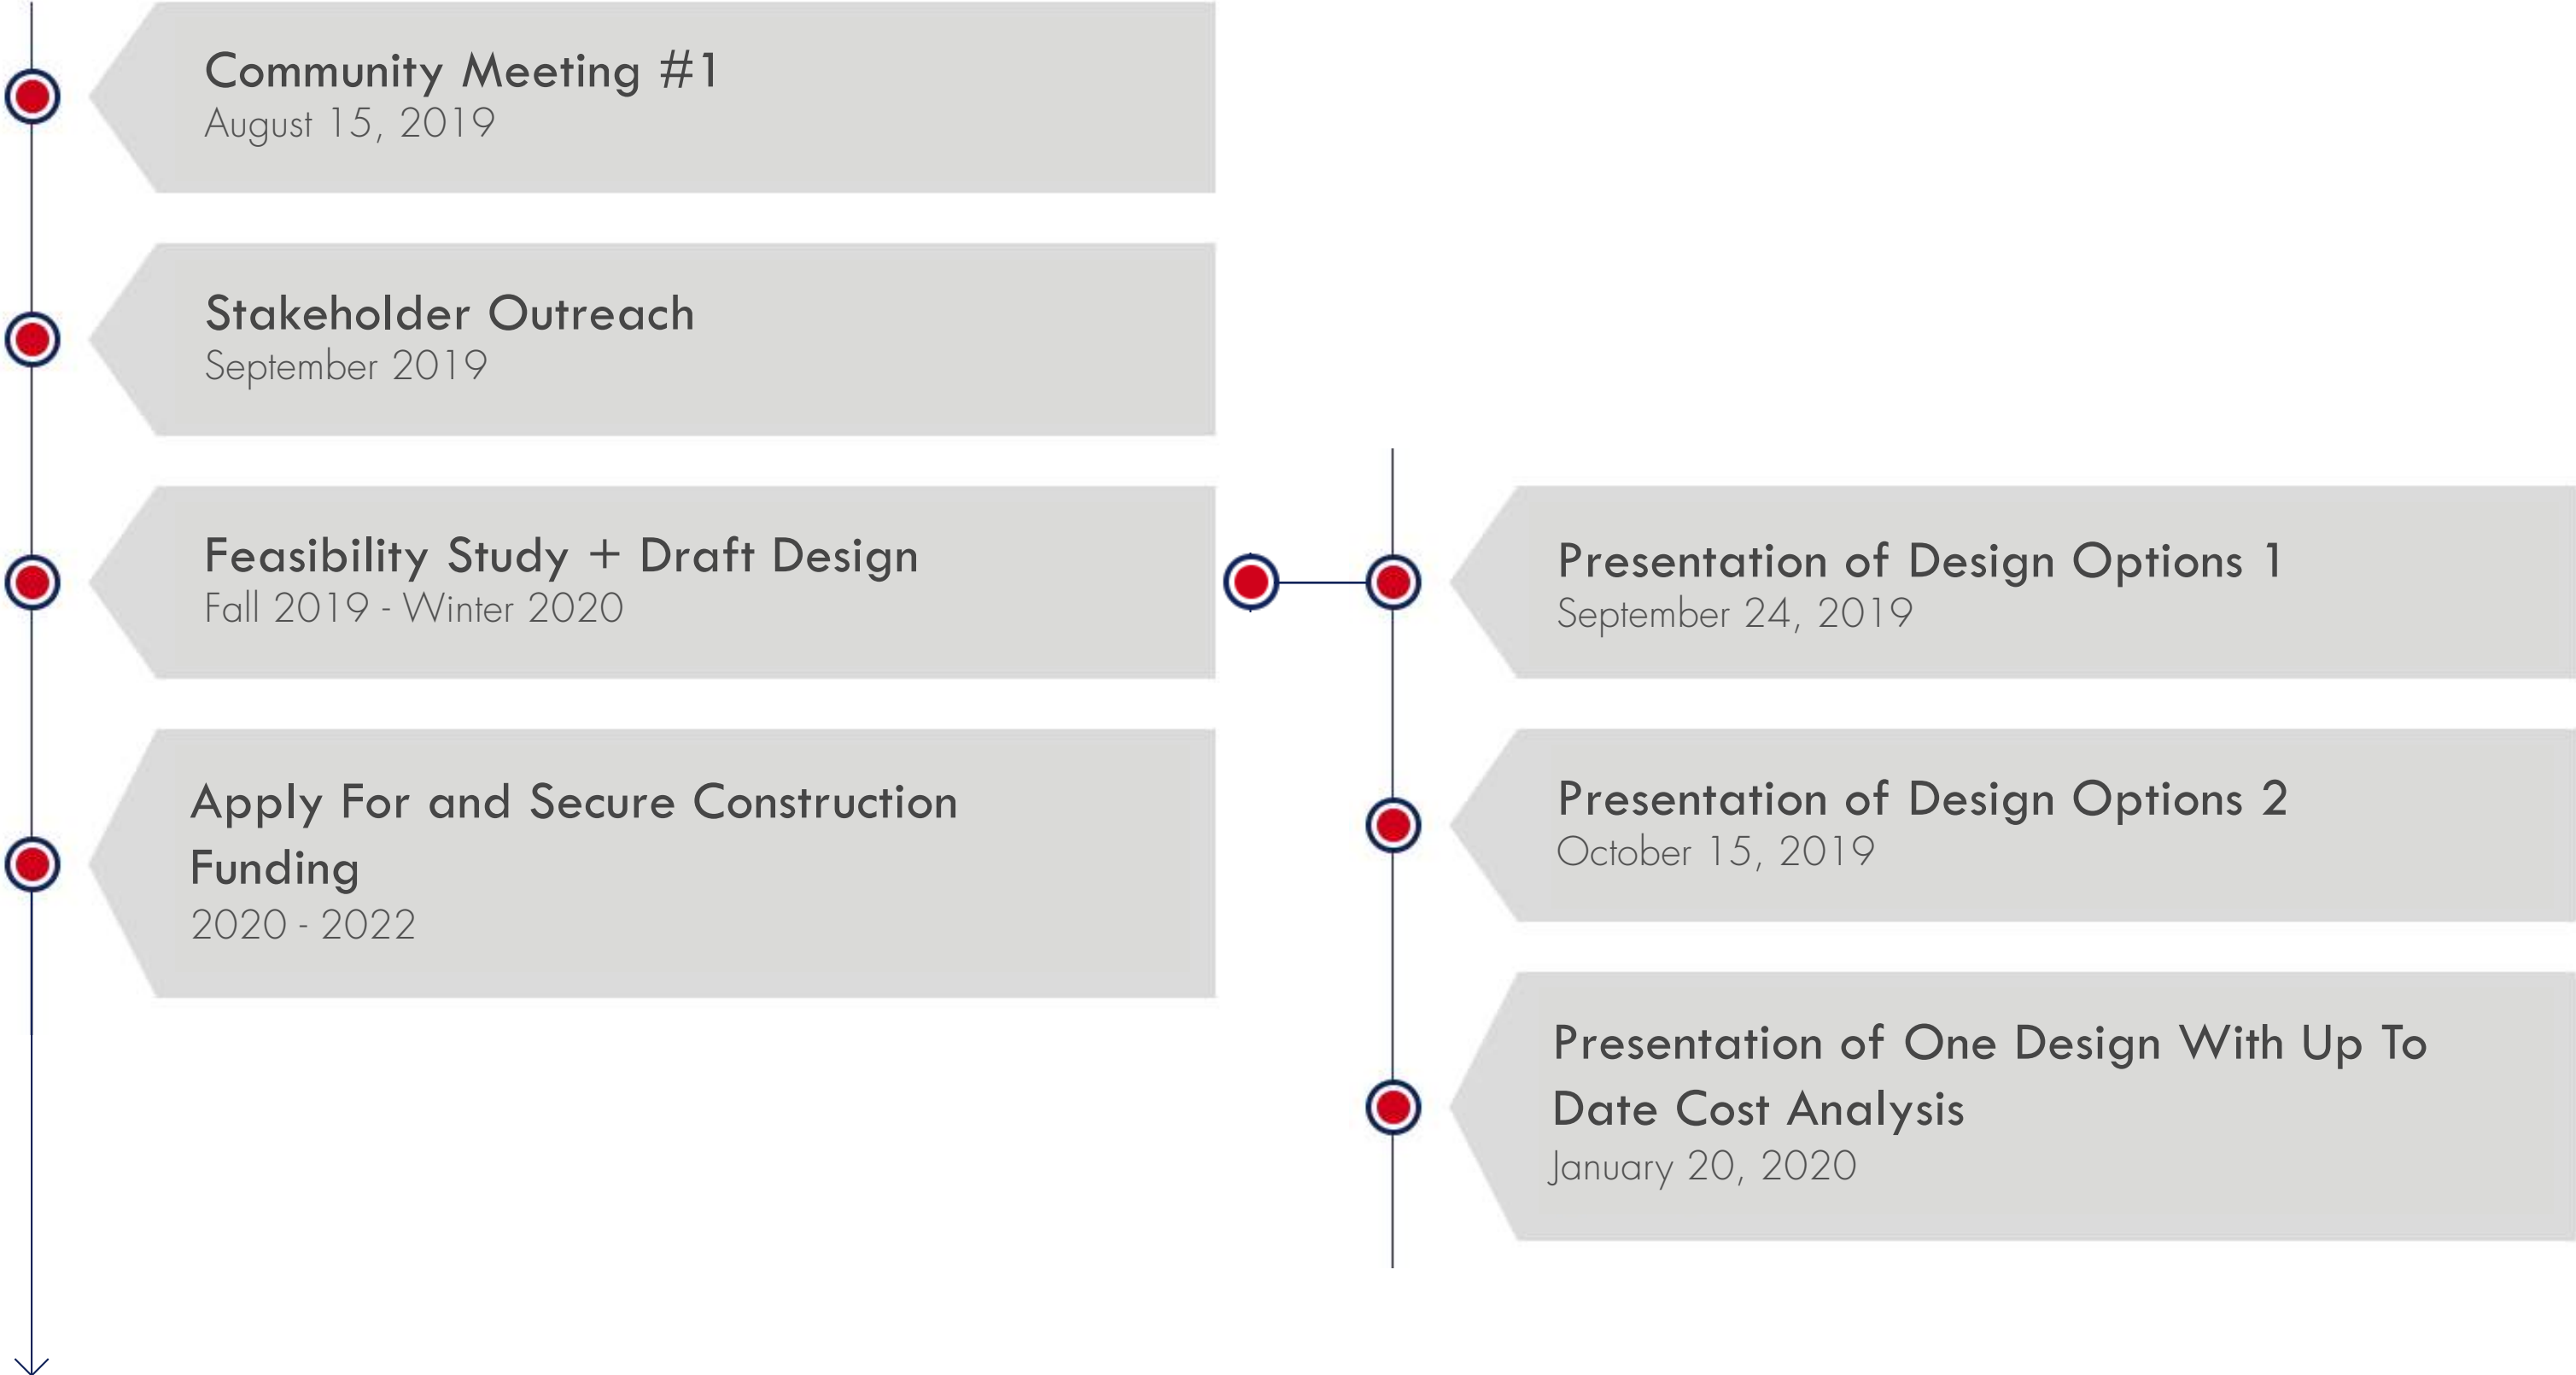 Community Meeting #1
August 15, 2019
Stakeholder Outreach
September 2019
Feasibility Study + Draft Design
Fall 2019 - Winter 2020
Apply For and Secure Construction
Funding
2020 - 2022
Presentation of Design Options 1
September 24, 2019
Presentation of Design Options 2
October 15, 2019
Presentation of One Design With Up To
Date Cost Analysis
January 20, 2020